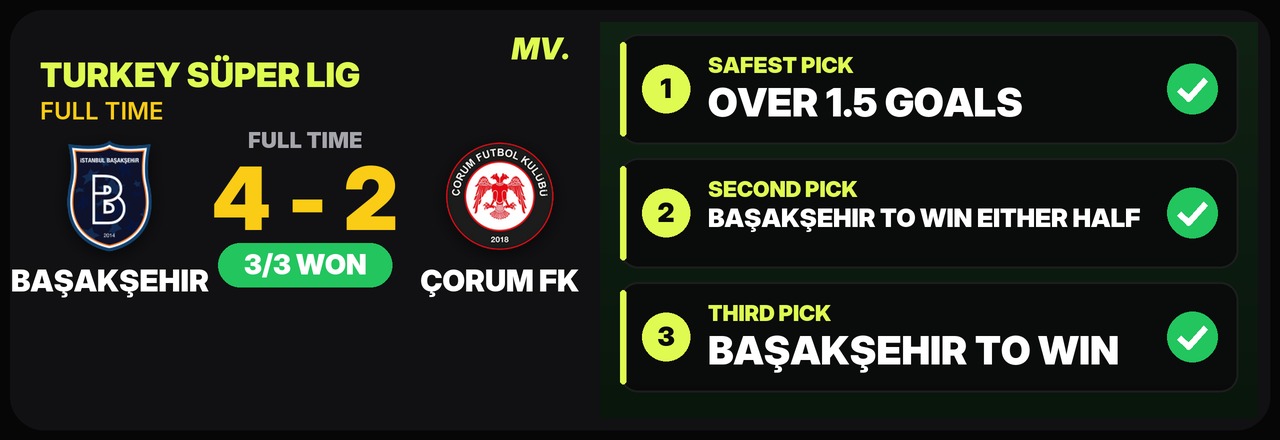 MV.
TURKEY SÜPER LIG
FULL TIME
FULL TIME
İSTANBUL BAŞAKŞEHİR
B
2014
4 - 2
3/3 WON
ÇORUM FUTBOL KULÜBÜ
2018
BAŞAKŞEHIR
ÇORUM FK
1
SAFEST PICK
OVER 1.5 GOALS
2
SECOND PICK
BAŞAKŞEHIR TO WIN EITHER HALF
3
THIRD PICK
BAŞAKŞEHIR TO WIN